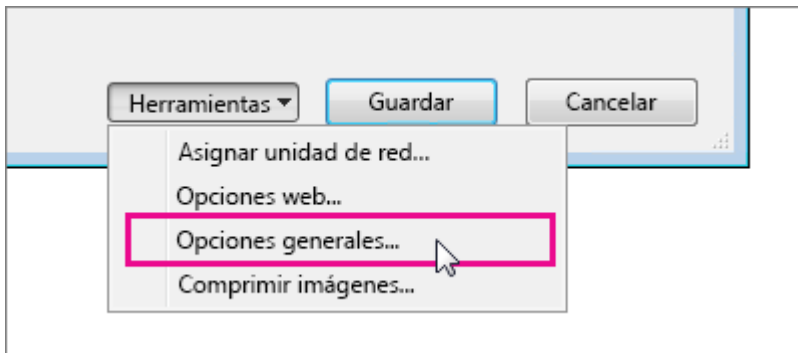 Herramientas Guardar Cancelar
Asignar unidad de red...
Opciones web...
Opciones generales...
Comprimir imágenes...